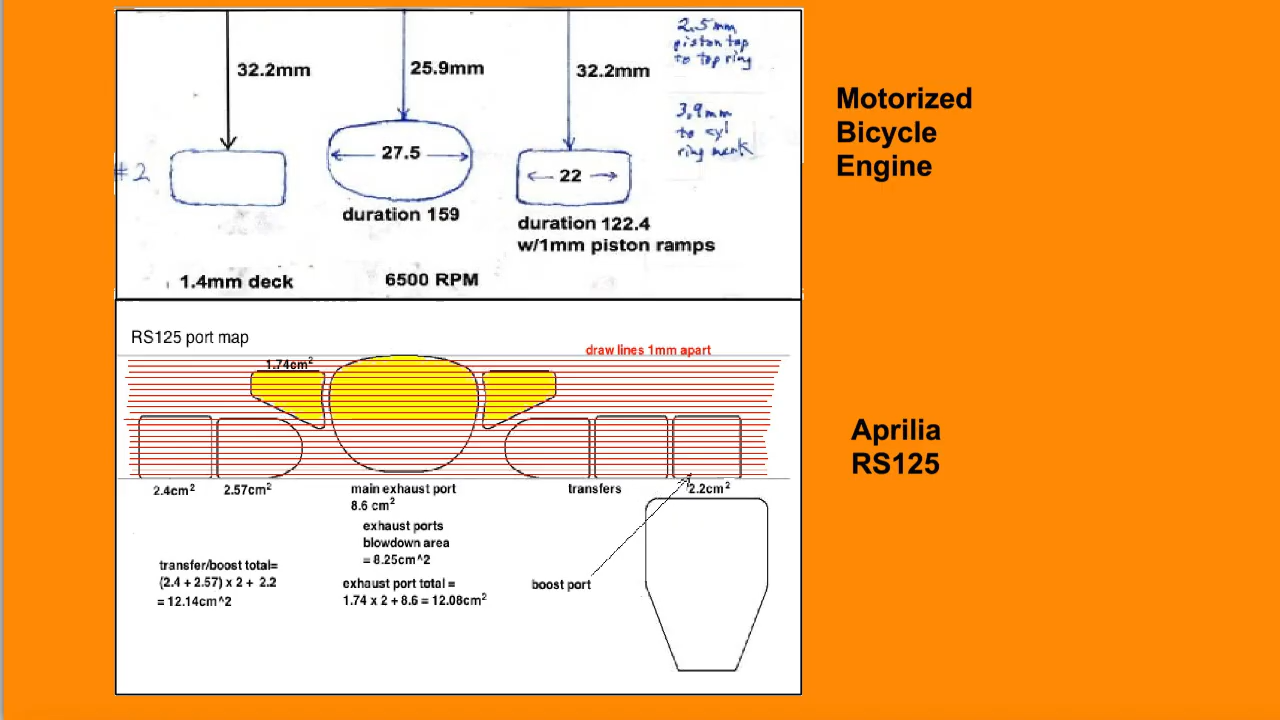 32.2mm
25.9mm
32.2mm
2.5mm
piston top
to top ring
3.9mm
to cyl
ring mark
#2
27.5
22
duration 159
duration 122.4
w/1mm piston ramps
1.4mm deck
6500 RPM
Motorized
Bicycle
Engine
RS125 port map
draw lines 1mm apart
1.74cm²
2.4cm²
2.57cm²
main exhaust port
8.6 cm²
transfers
2.2cm²
exhaust ports
blowdown area
= 8.25cm^2
transfer/boost total=
(2.4 + 2.57) x 2 + 2.2
= 12.14cm^2
exhaust port total =
1.74 x 2 + 8.6 = 12.08cm²
boost port
Aprilia
RS125